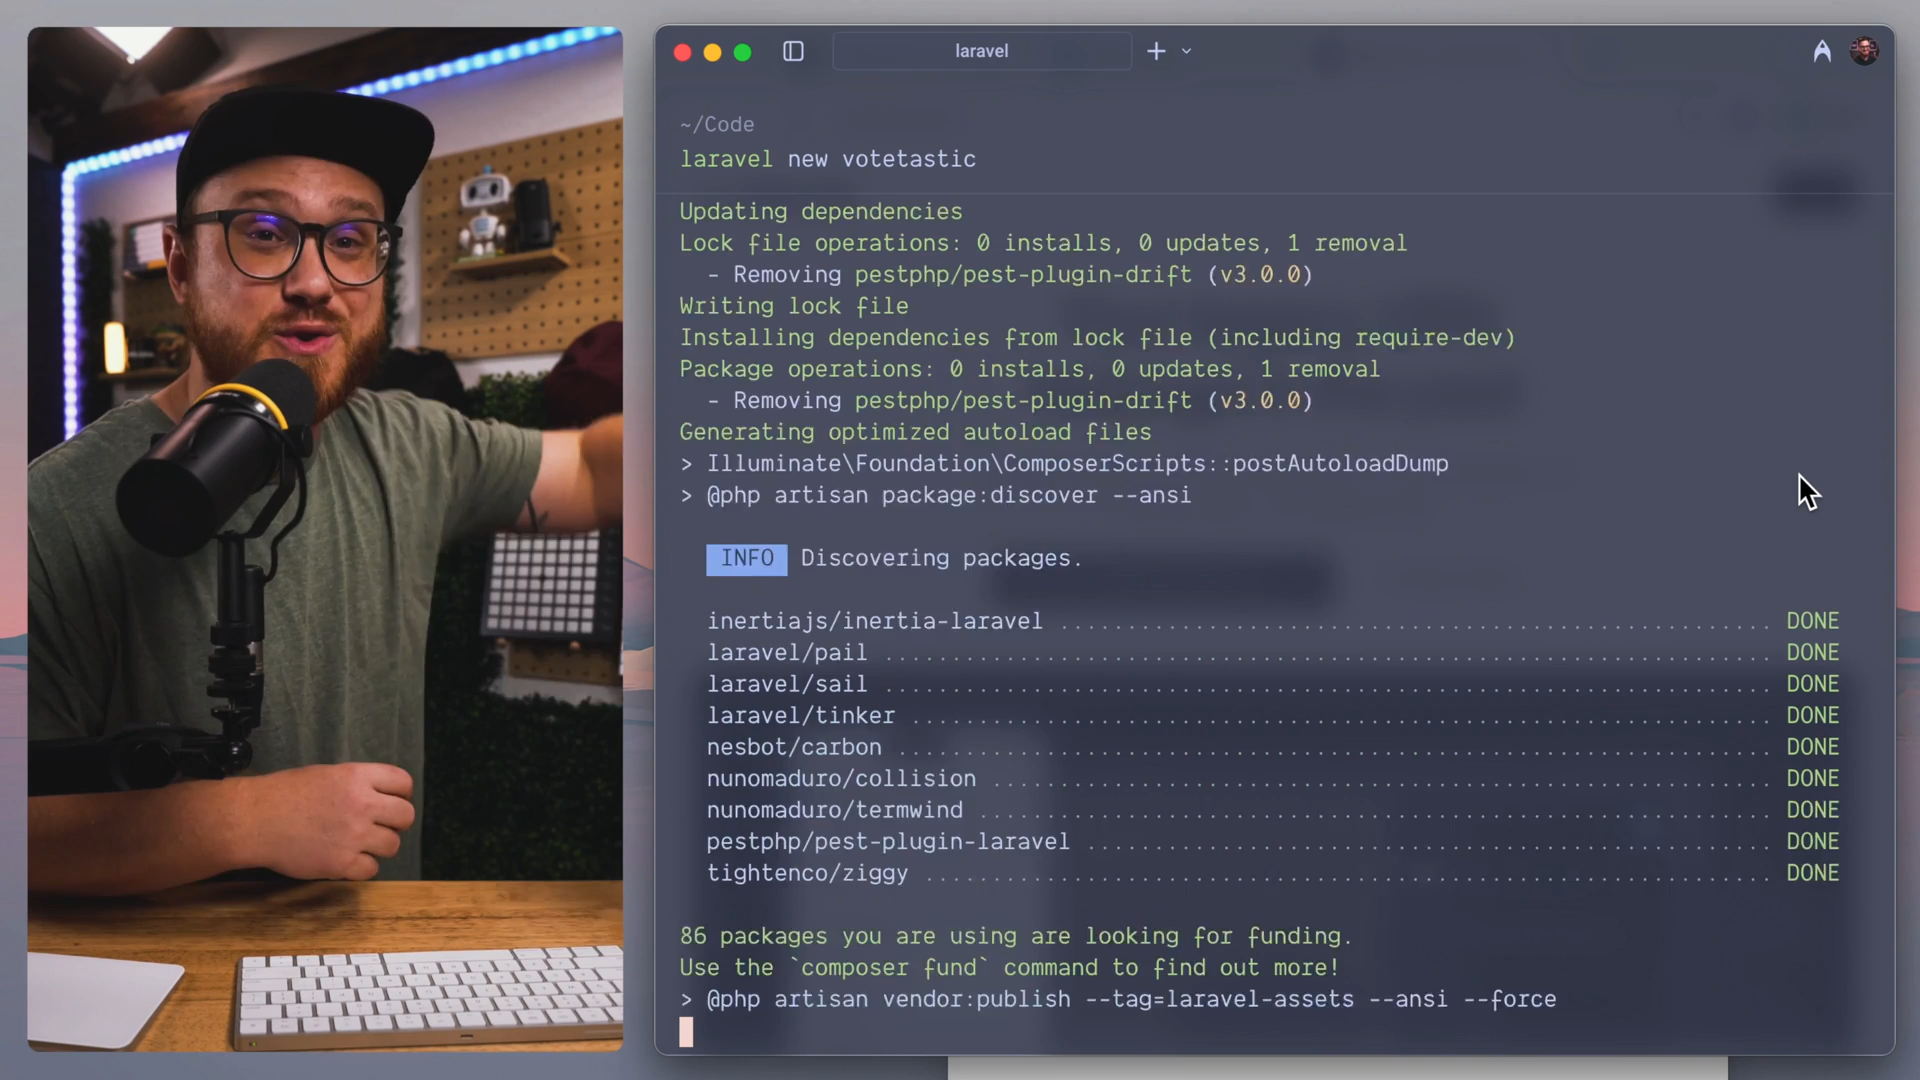 laravel
~/Code
laravel new votetastic
Updating dependencies
Lock file operations: 0 installs, 0 updates, 1 removal
- Removing pestphp/pest-plugin-drift (v3.0.0)
Writing lock file
Installing dependencies from lock file (including require-dev)
Package operations: 0 installs, 0 updates, 1 removal
- Removing pestphp/pest-plugin-drift (v3.0.0)
Generating optimized autoload files
> Illuminate\Foundation\ComposerScripts::postAutoloadDump
> @php artisan package:discover --ansi
INFO Discovering packages.
inertiajs/inertia-laravel ..................................................... DONE
laravel/pail .................................................................. DONE
laravel/sail .................................................................. DONE
laravel/tinker ................................................................ DONE
nesbot/carbon ................................................................. DONE
nunomaduro/collision .......................................................... DONE
nunomaduro/termwind ........................................................... DONE
pestphp/pest-plugin-laravel ................................................... DONE
tightenco/ziggy ............................................................... DONE
86 packages you are using are looking for funding.
Use the `composer fund` command to find out more!
> @php artisan vendor:publish --tag=laravel-assets --ansi --force